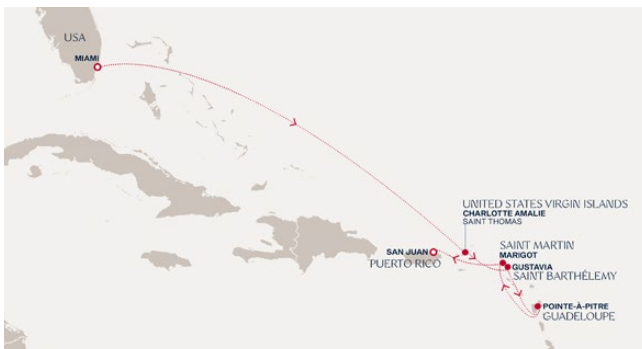 USA
MIAMI
UNITED STATES VIRGIN ISLANDS
CHARLOTTE AMALIE
SAINT THOMAS
SAN JUAN
PUERTO RICO
SAINT MARTIN
MARIGOT
GUSTAVIA
SAINT BARTHÉLEMY
POINTE-À-PITRE
GUADELOUPE